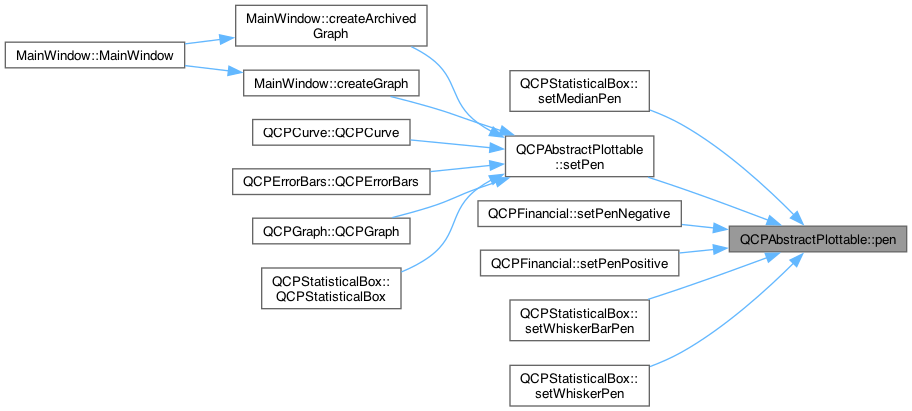 MainWindow::MainWindow
MainWindow::createArchived
Graph
MainWindow::createGraph
QCPCurve::QCPCurve
QCPErrorBars::QCPErrorBars
QCPGraph::QCPGraph
QCPStatisticalBox::
QCPStatisticalBox
QCPStatisticalBox::
setMedianPen
QCPAbstractPlottable
::setPen
QCPFinancial::setPenNegative
QCPFinancial::setPenPositive
QCPStatisticalBox::
setWhiskerBarPen
QCPStatisticalBox::
setWhiskerPen
QCPAbstractPlottable::pen